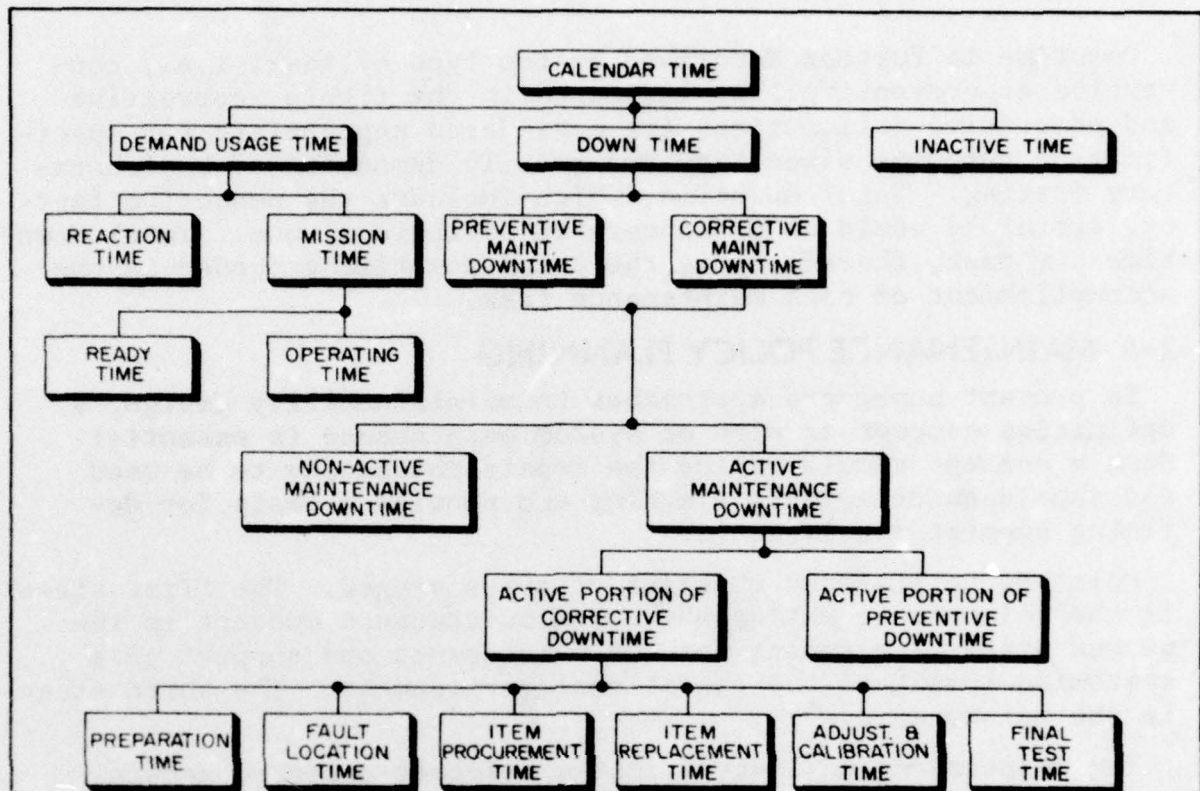 CALENDAR TIME
DEMAND USAGE TIME
DOWN TIME
INACTIVE TIME
REACTION
TIME
MISSION
TIME
PREVENTIVE
MAINT
DOWNTIME
CORRECTIVE
MAINT
DOWNTIME
READY
TIME
OPERATING
TIME
NON-ACTIVE
MAINTENANCE
DOWNTIME
ACTIVE
MAINTENANCE
DOWNTIME
ACTIVE PORTION OF
CORRECTIVE
DOWNTIME
ACTIVE PORTION OF
PREVENTIVE
DOWNTIME
PREPARATION
TIME
FAULT
LOCATION
TIME
ITEM
PROCUREMENT
TIME
ITEM
REPLACEMENT
TIME
ADJUST. &
CALIBRATION
TIME
FINAL
TEST
TIME